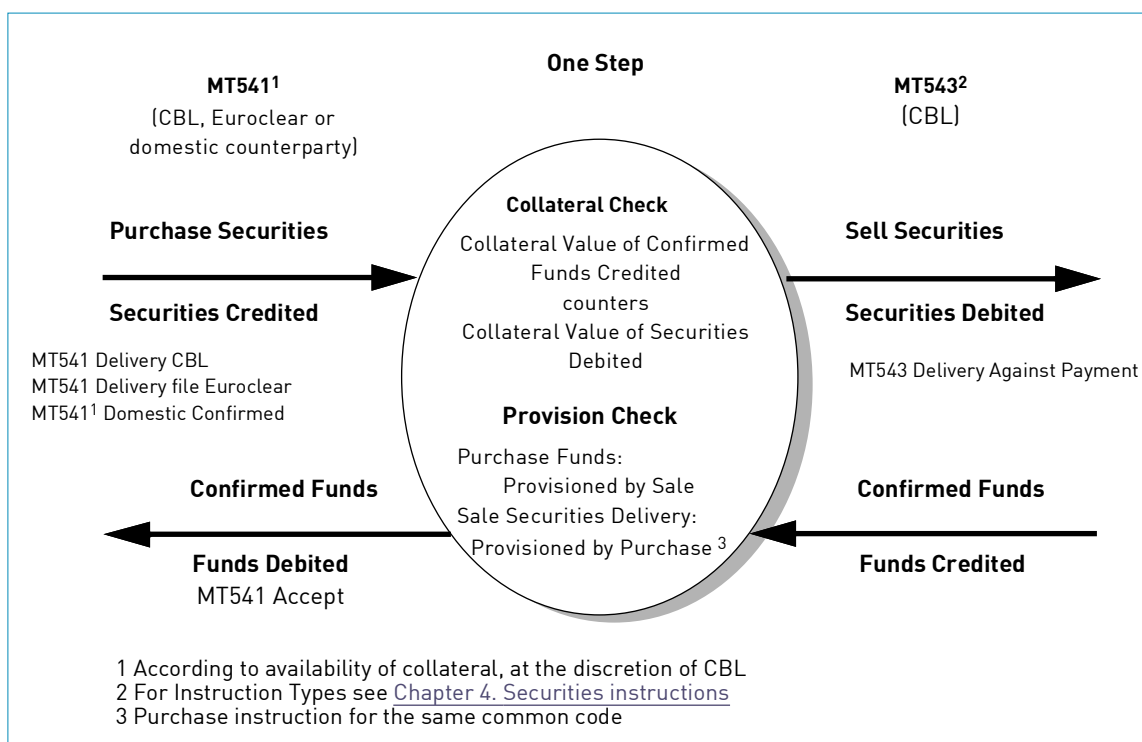 One Step
MT541¹
(CBL, Euroclear or
domestic counterparty)
MT543²
(CBL)
Purchase Securities
Securities Credited
MT541 Delivery CBL
MT541 Delivery file Euroclear
MT541¹ Domestic Confirmed
Confirmed Funds
Funds Debited
MT541 Accept
Collateral Check
Collateral Value of Confirmed
Funds Credited
counters
Collateral Value of Securities
Debited
Provision Check
Purchase Funds:
Provisioned by Sale
Sale Securities Delivery:
Provisioned by Purchase ³
Sell Securities
Securities Debited
MT543 Delivery Against Payment
Confirmed Funds
Funds Credited
1 According to availability of collateral, at the discretion of CBL
2 For Instruction Types see Chapter 4. Securities instructions
3 Purchase instruction for the same common code